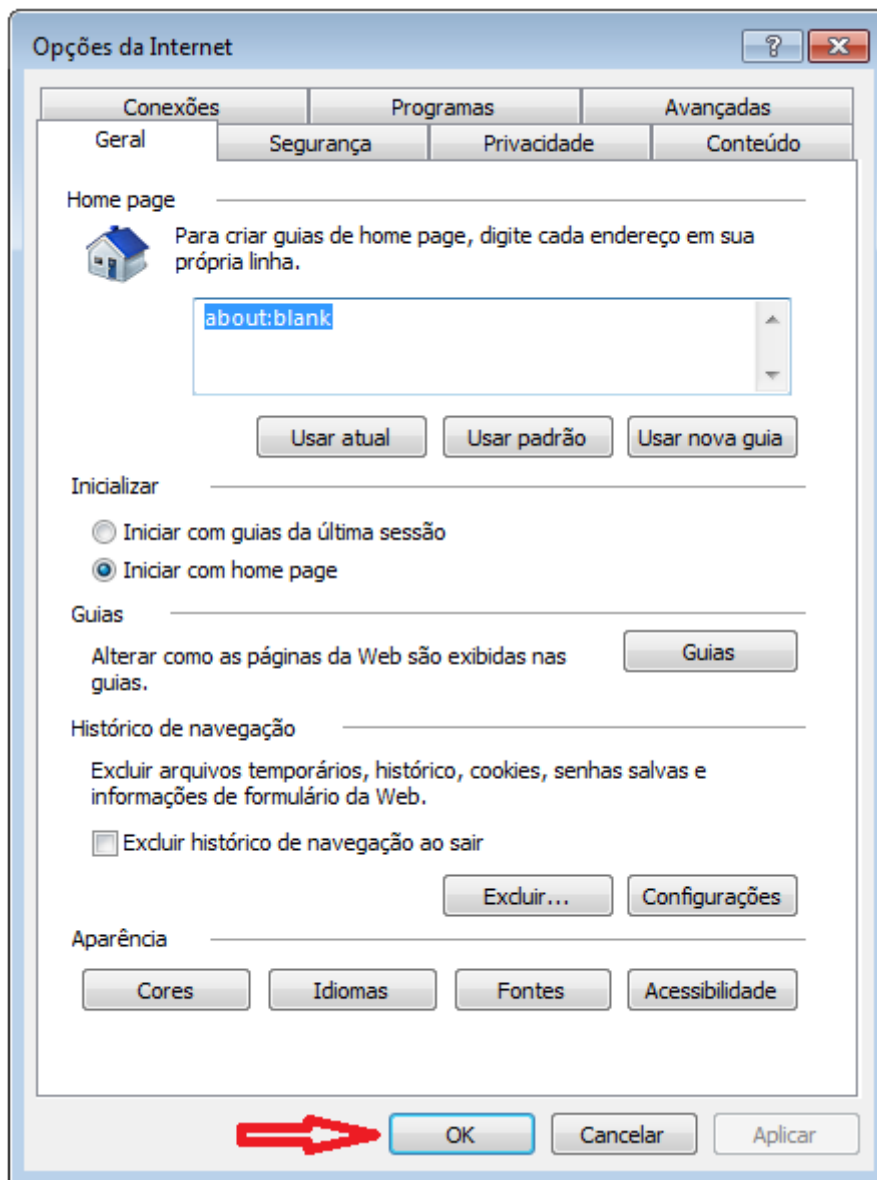 Opções da Internet
Conexões Programas Avançadas
Geral Segurança Privacidade Conteúdo
Home page
Para criar guias de home page, digite cada endereço em sua
própria linha.
about:blank
Usar atual Usar padrão Usar nova guia
Inicializar
Iniciar com guias da última sessão
Iniciar com home page
Guias
Alterar como as páginas da Web são exibidas nas
guias.
Guias
Histórico de navegação
Excluir arquivos temporários, histórico, cookies, senhas salvas e
informações de formulário da Web.
Excluir histórico de navegação ao sair
Excluir... Configurações
Aparência
Cores Idiomas Fontes Acessibilidade
OK Cancelar Aplicar